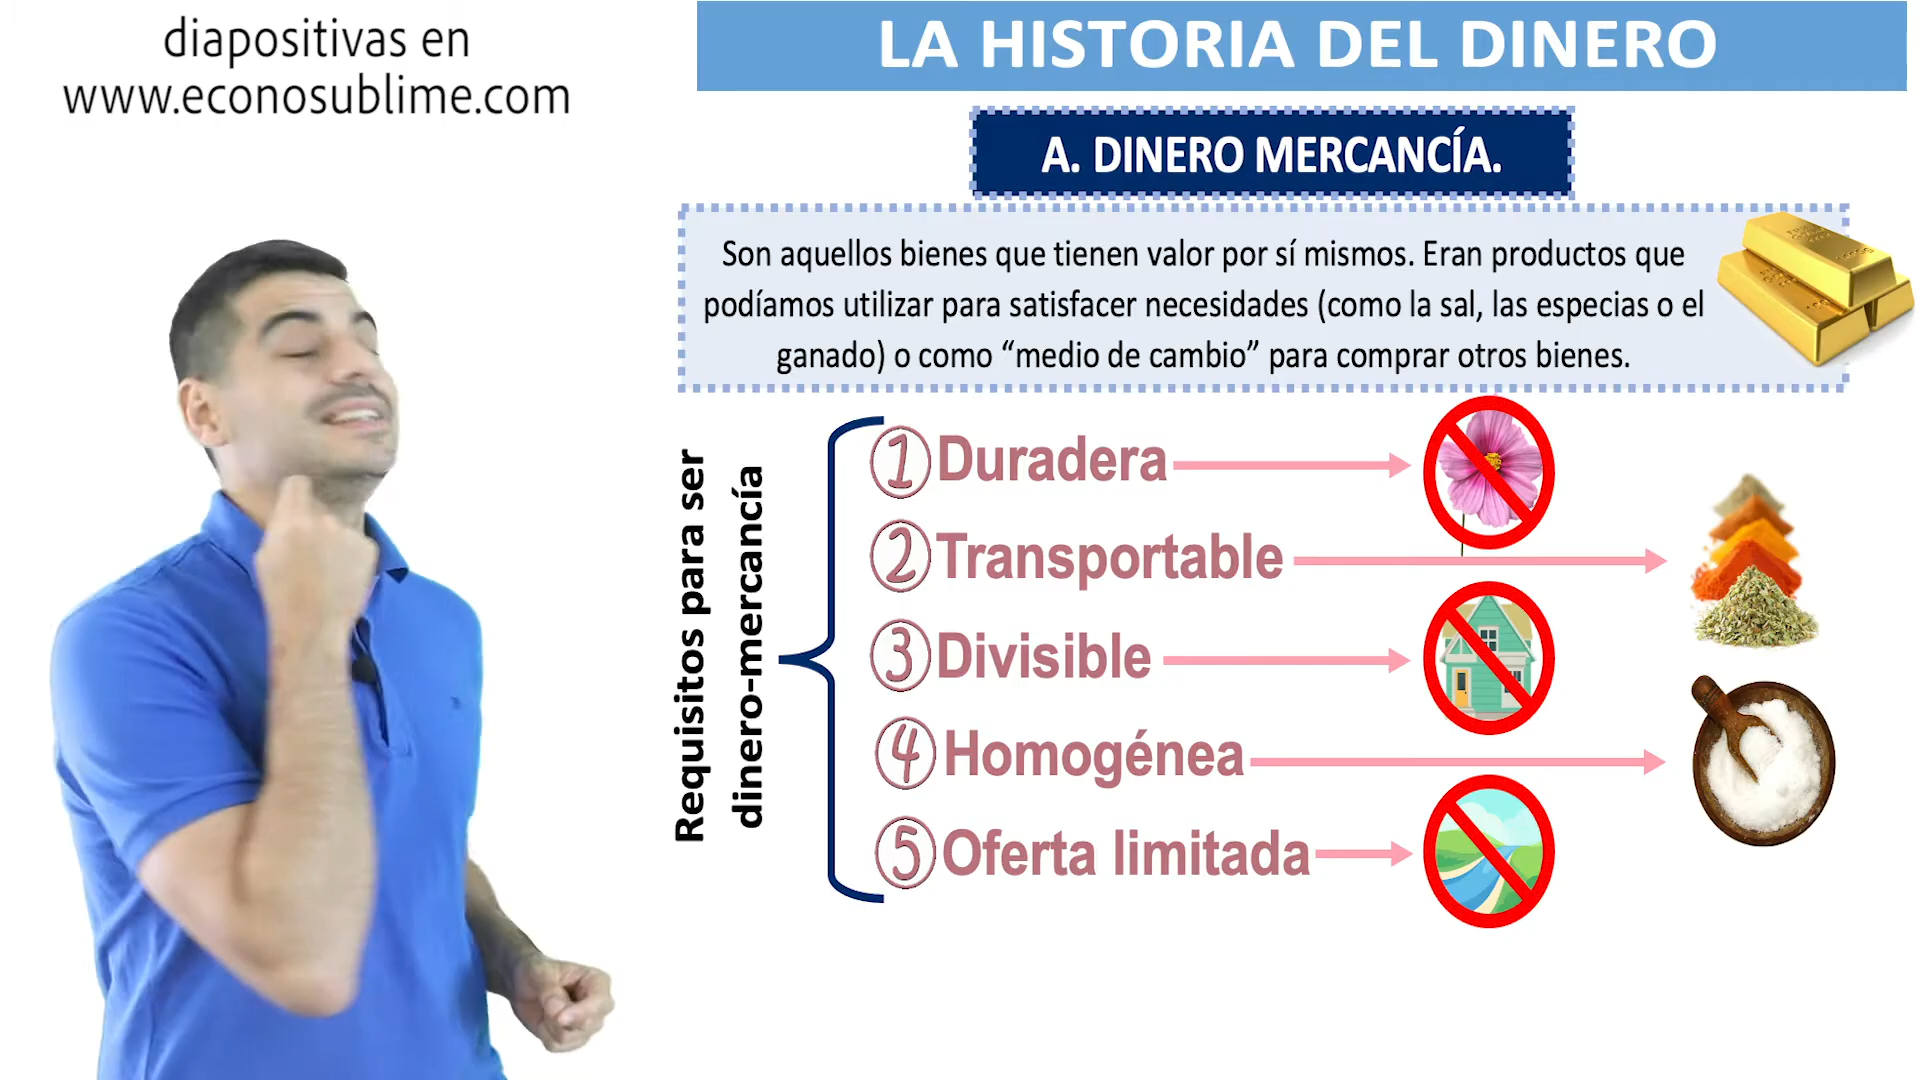 diapositivas en
www.econosublime.com
LA HISTORIA DEL DINERO
A. DINERO MERCANCÍA.
Son aquellos bienes que tienen valor por sí mismos. Eran productos que
podíamos utilizar para satisfacer necesidades (como la sal, las especias o el
ganado) o como “medio de cambio” para comprar otros bienes.
Requisitos para ser
dinero-mercancía
1 Duradera
2 Transportable
3 Divisible
4 Homogénea
5 Oferta limitada